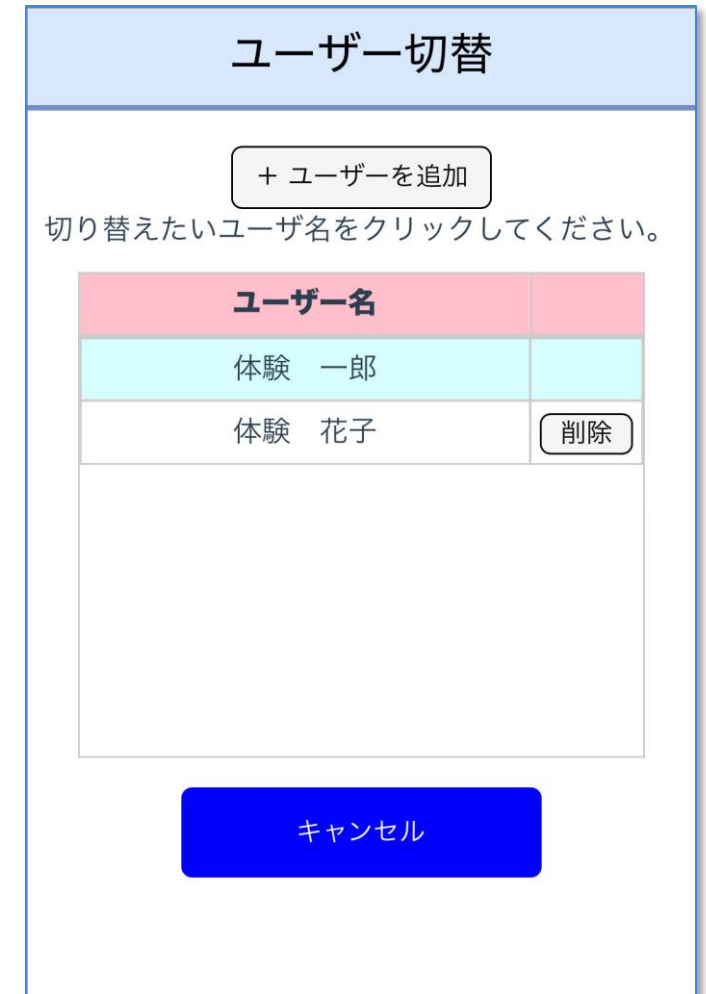 ユーザー切替
＋ ユーザーを追加
切り替えたいユーザ名をクリックしてください。
ユーザー名
体験　一郎
体験　花子 削除
キャンセル